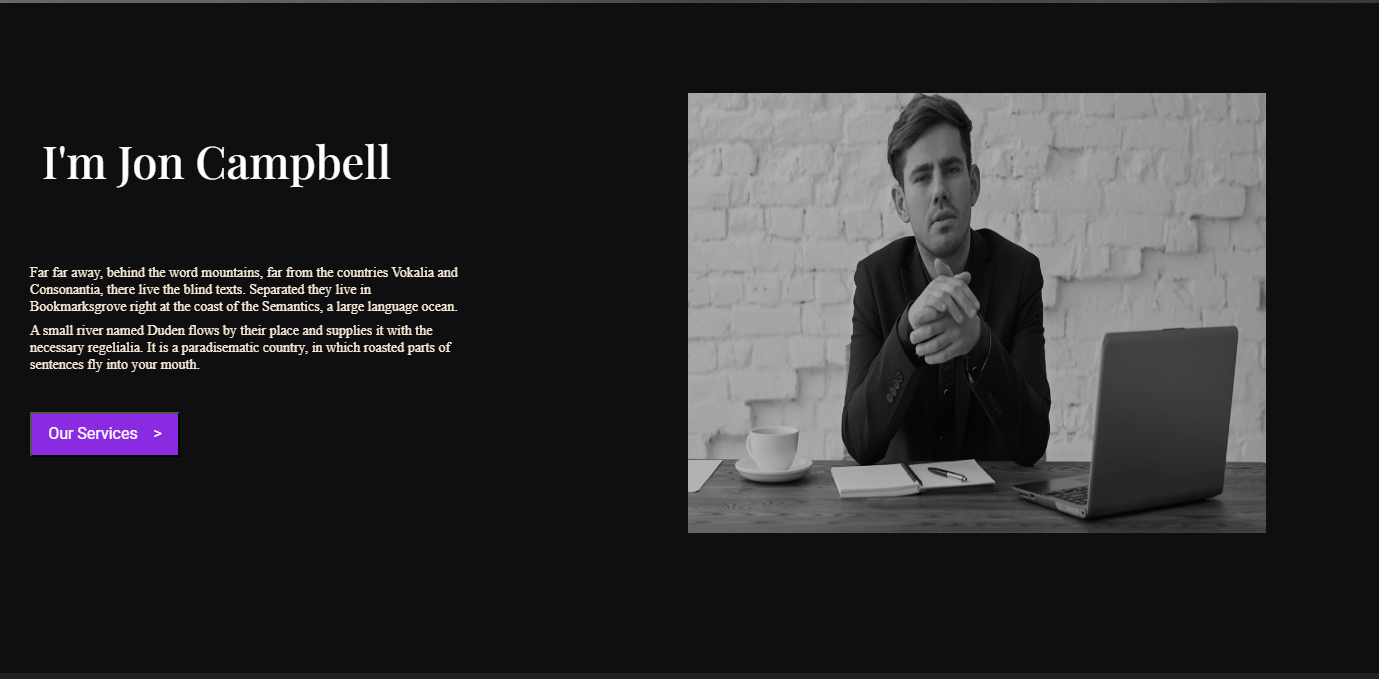 I'm Jon Campbell
Far far away, behind the word mountains, far from the countries Vokalia and
Consonantia, there live the blind texts. Separated they live in
Bookmarksgrove right at the coast of the Semantics, a large language ocean.
A small river named Duden flows by their place and supplies it with the
necessary regelialia. It is a paradisematic country, in which roasted parts of
sentences fly into your mouth.
Our Services >